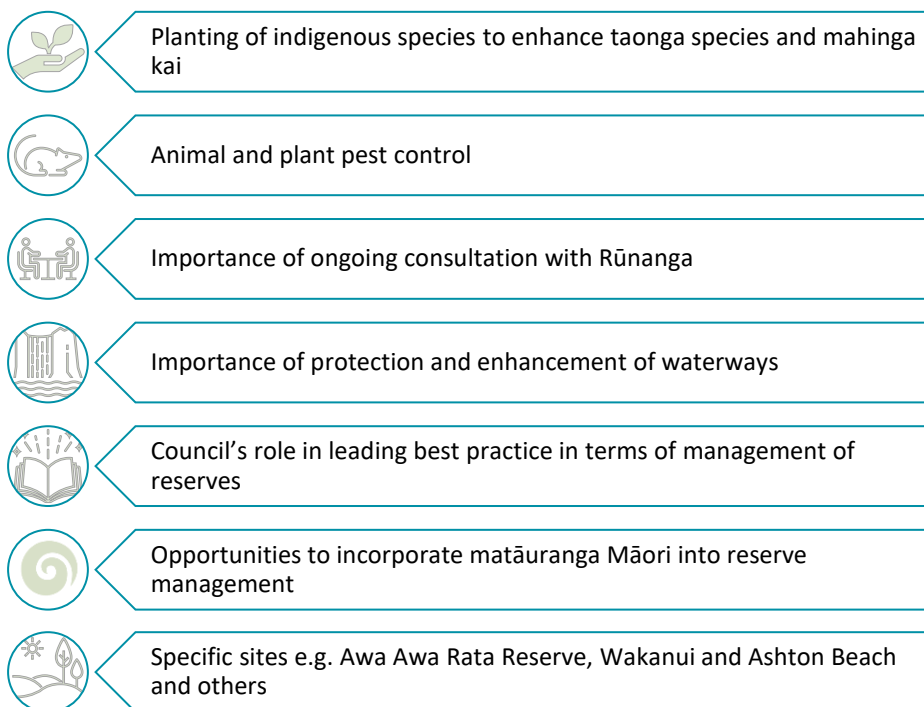 Planting of indigenous species to enhance taonga species and mahinga
kai
Animal and plant pest control
Importance of ongoing consultation with Rūnanga
Importance of protection and enhancement of waterways
Council’s role in leading best practice in terms of management of
reserves
Opportunities to incorporate matāuranga Māori into reserve
management
Specific sites e.g. Awa Awa Rata Reserve, Wakanui and Ashton Beach
and others